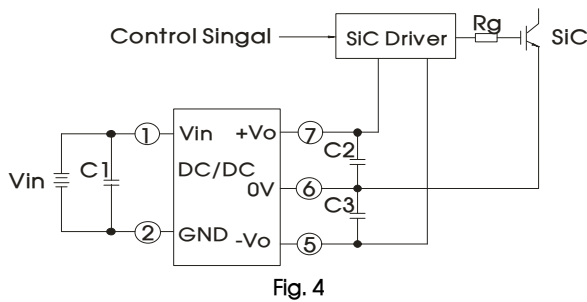 Control Singal
SiC Driver
Rg
SiC
1
Vin
+Vo
7
C2
Vin
C1
DC/DC
0V
6
C3
2
GND
-Vo
5
Fig. 4